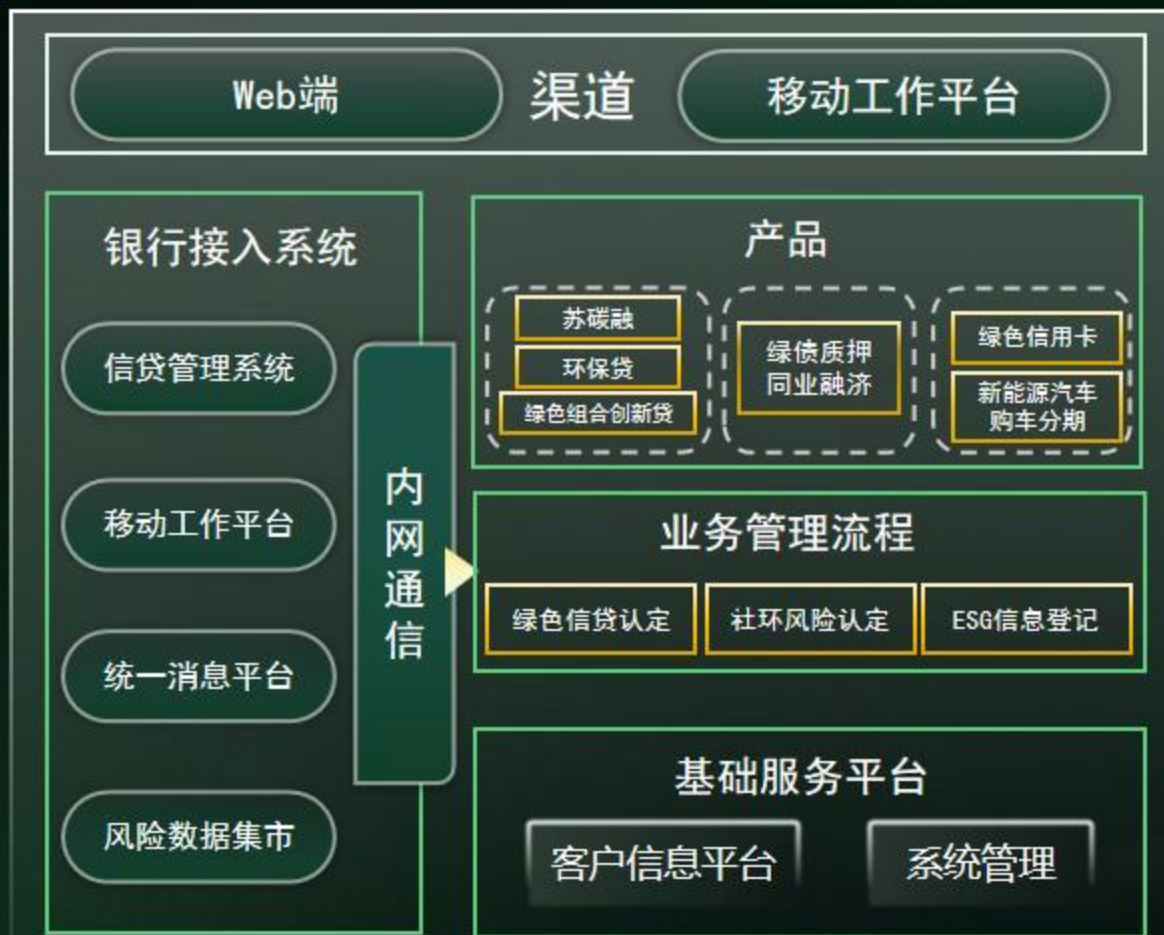 Web端
渠道
移动工作平台
银行接入系统
信贷管理系统
移动工作平台
统一消息平台
风险数据集市
内网通信
产品
苏碳融
环保贷
绿色组合创新贷
绿债质押
同业融济
绿色信用卡
新能源汽车
购车分期
业务管理流程
绿色信贷认定
社环风险认定
ESG信息登记
基础服务平台
客户信息平台
系统管理